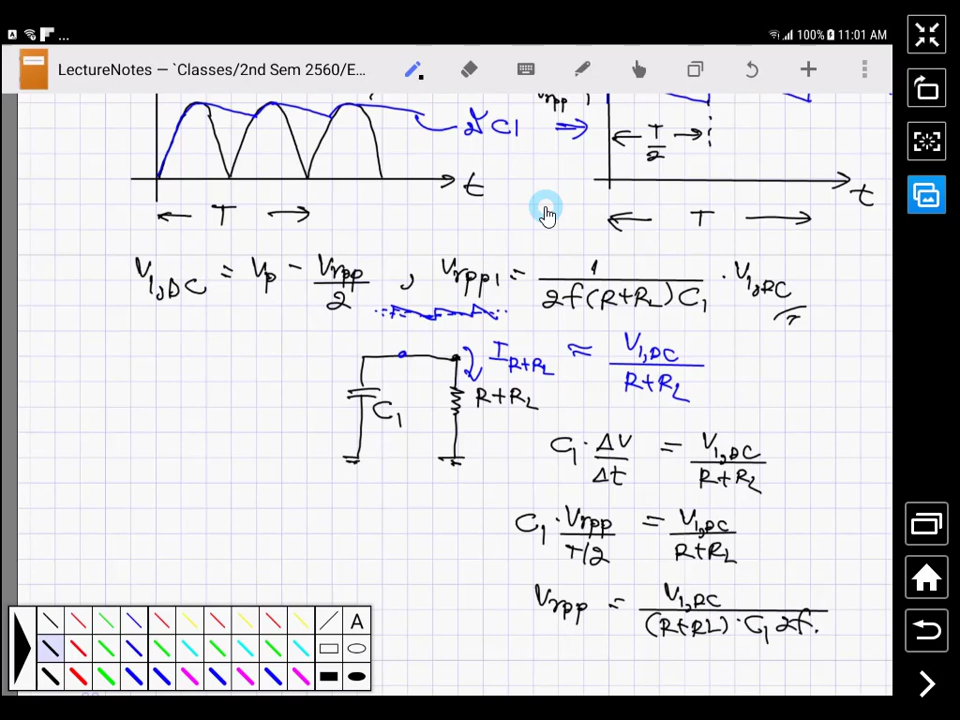 100% 11:01 AM
LectureNotes — `Classes/2nd Sem 2560/E...
Vrpp 1
C1 ⇒
← T/2 →
t
t
← T →
← T →
V1,DC = Vp − Vrpp/2 , Vrpp1 = 1/(2f(R+RL)C1) · V1,DC
IR+RL ≈ V1,DC/(R+RL)
R+RL
C1
C1 · ΔV/Δt = V1,DC/(R+RL)
C1 · Vrpp/(T/2) = V1,DC/(R+RL)
Vrpp = V1,DC/((R+RL) · C1 2f.
A